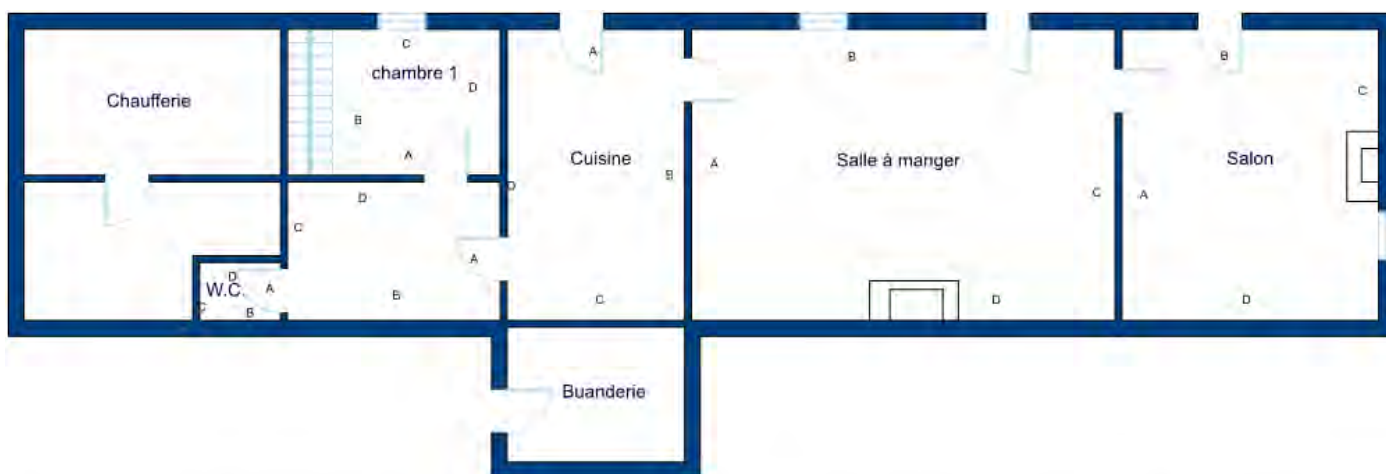 C
chambre 1
D
B
A
Chaufferie
A
Cuisine
D
B
C
B
Salle à manger
A
C
D
B
C
Salon
A
D
D
C
A
B
D
W.C.
A
C
B
Buanderie